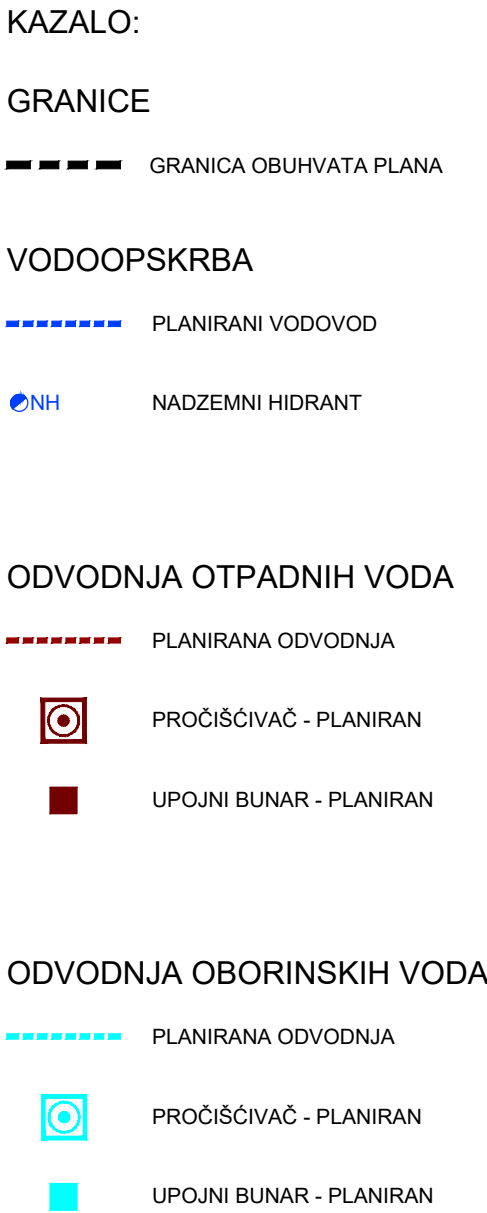 KAZALO:
GRANICE
GRANICA OBUHVATA PLANA
VODOOPSKRBA
PLANIRANI VODOVOD
NH NADZEMNI HIDRANT
ODVODNJA OTPADNIH VODA
PLANIRANA ODVODNJA
PROČIŠĆIVAČ - PLANIRAN
UPOJNI BUNAR - PLANIRAN
ODVODNJA OBORINSKIH VODA
PLANIRANA ODVODNJA
PROČIŠĆIVAČ - PLANIRAN
UPOJNI BUNAR - PLANIRAN